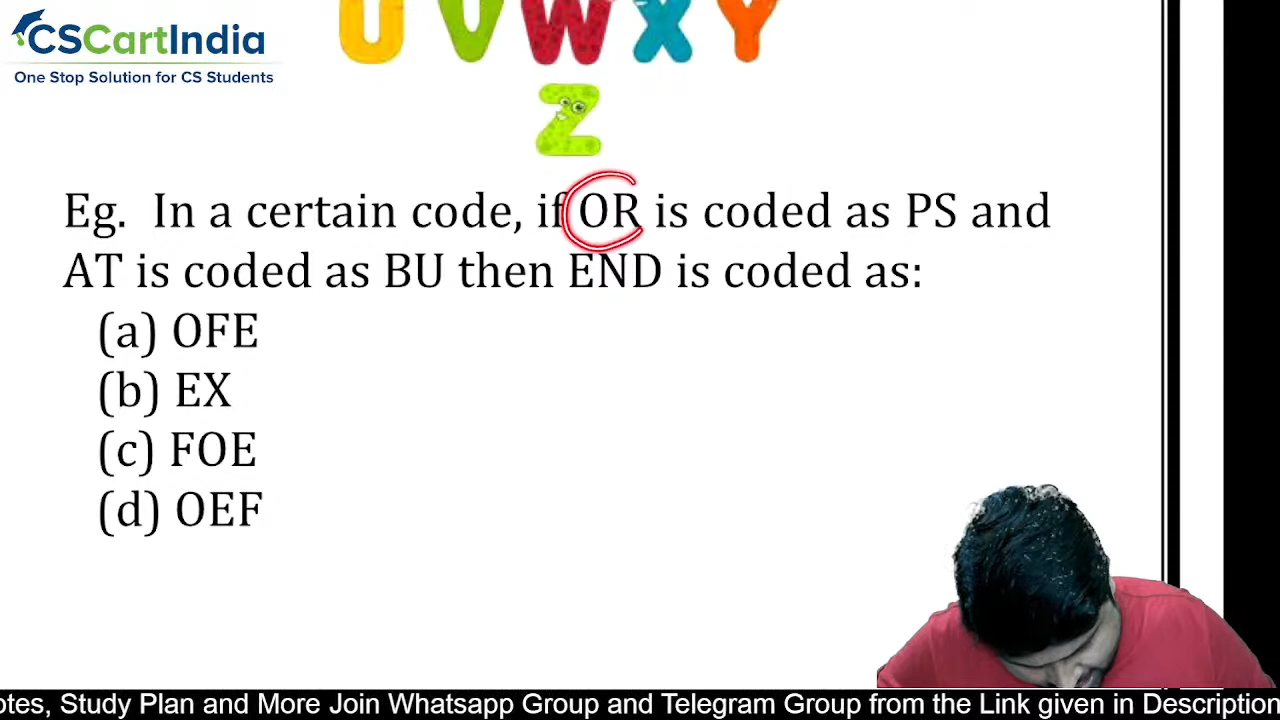 U V W X Y
CSCartIndia
One Stop Solution for CS Students
Z
Eg. In a certain code, if OR is coded as PS and
AT is coded as BU then END is coded as:
(a) OFE
(b) EX
(c) FOE
(d) OEF
otes, Study Plan and More Join Whatsapp Group and Telegram Group from the Link given in Description